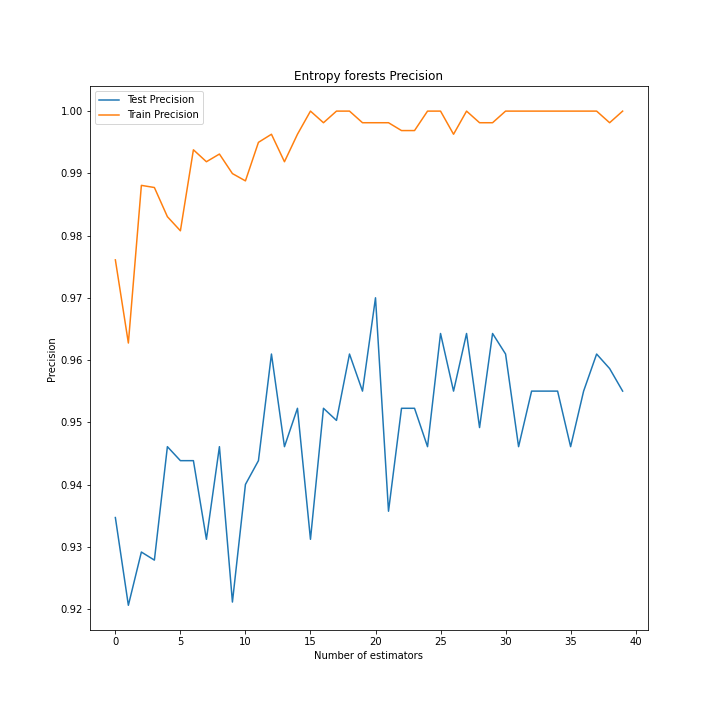 Entropy forests Precision
Test Precision
Train Precision
1.00
0.99
0.98
0.97
0.96
0.95
0.94
0.93
0.92
Precision
0 5 10 15 20 25 30 35 40
Number of estimators